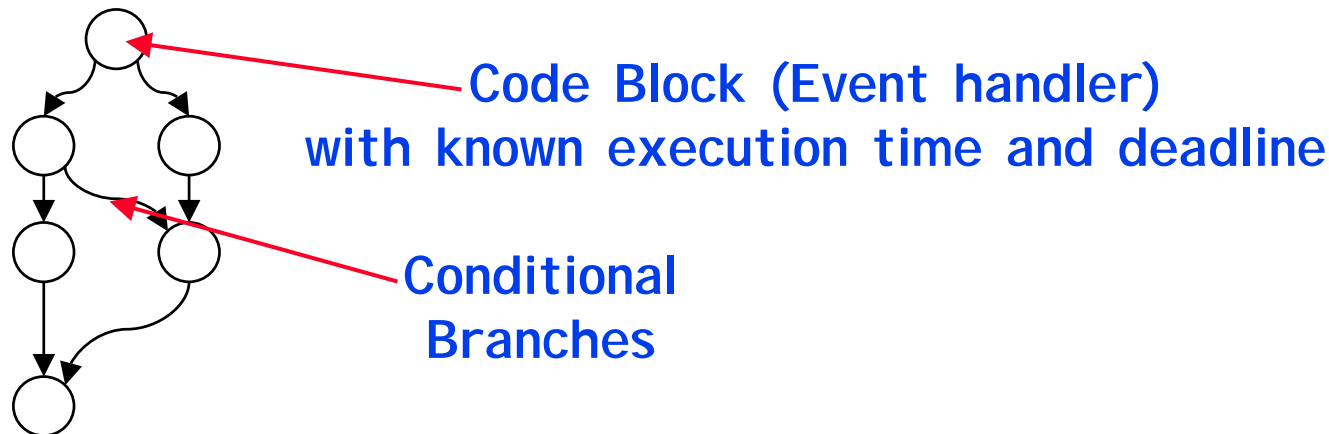 Code Block (Event handler)
with known execution time and deadline
Conditional
Branches